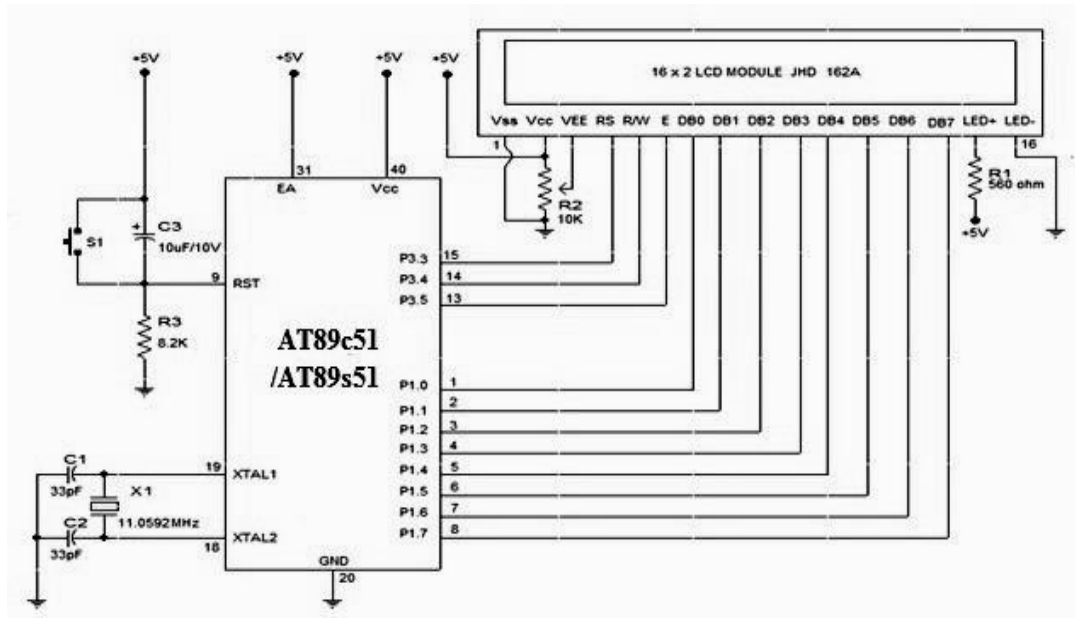 16 x 2 LCD MODULE JHD 162A
Vss Vcc VEE RS R/W E DB0 DB1 DB2 DB3 DB4 DB5 DB6 DB7 LED+ LED-
1
16
+5V
+5V
+5V
+5V
31
40
EA
Vcc
R2
10K
R1
560 ohm
+5V
S1
C3
+
10uF/10V
9
RST
R3
8.2K
AT89c51
/AT89s51
P3.3 15
P3.4 14
P3.5 13
P1.0 1
P1.1 2
P1.2 3
P1.3 4
P1.4 5
P1.5 6
P1.6 7
P1.7 8
C1
33pF
X1
11.0592MHz
C2
33pF
19
XTAL1
18
XTAL2
GND
20